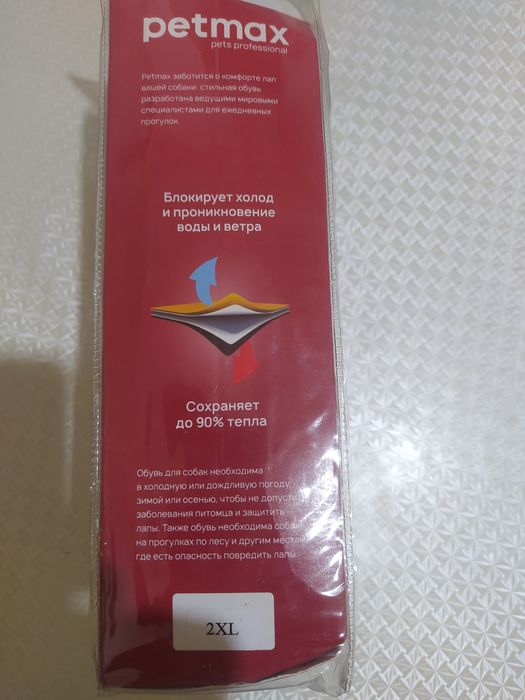 petmax
pets professional
Petmax заботится о комфорте лап
вашей собаки: стильная обувь
разработана ведущими мировыми
специалистами для ежедневных
прогулок.
Блокирует холод
и проникновение
воды и ветра
Сохраняет
до 90% тепла
Обувь для собак необходима
в холодную или дождливую погоду,
зимой или осенью, чтобы не допусти
заболевания питомца и защитить
лапы. Также обувь необходима собак
на прогулках по лесу и другим местам,
где есть опасность повредить лапы.
2XL